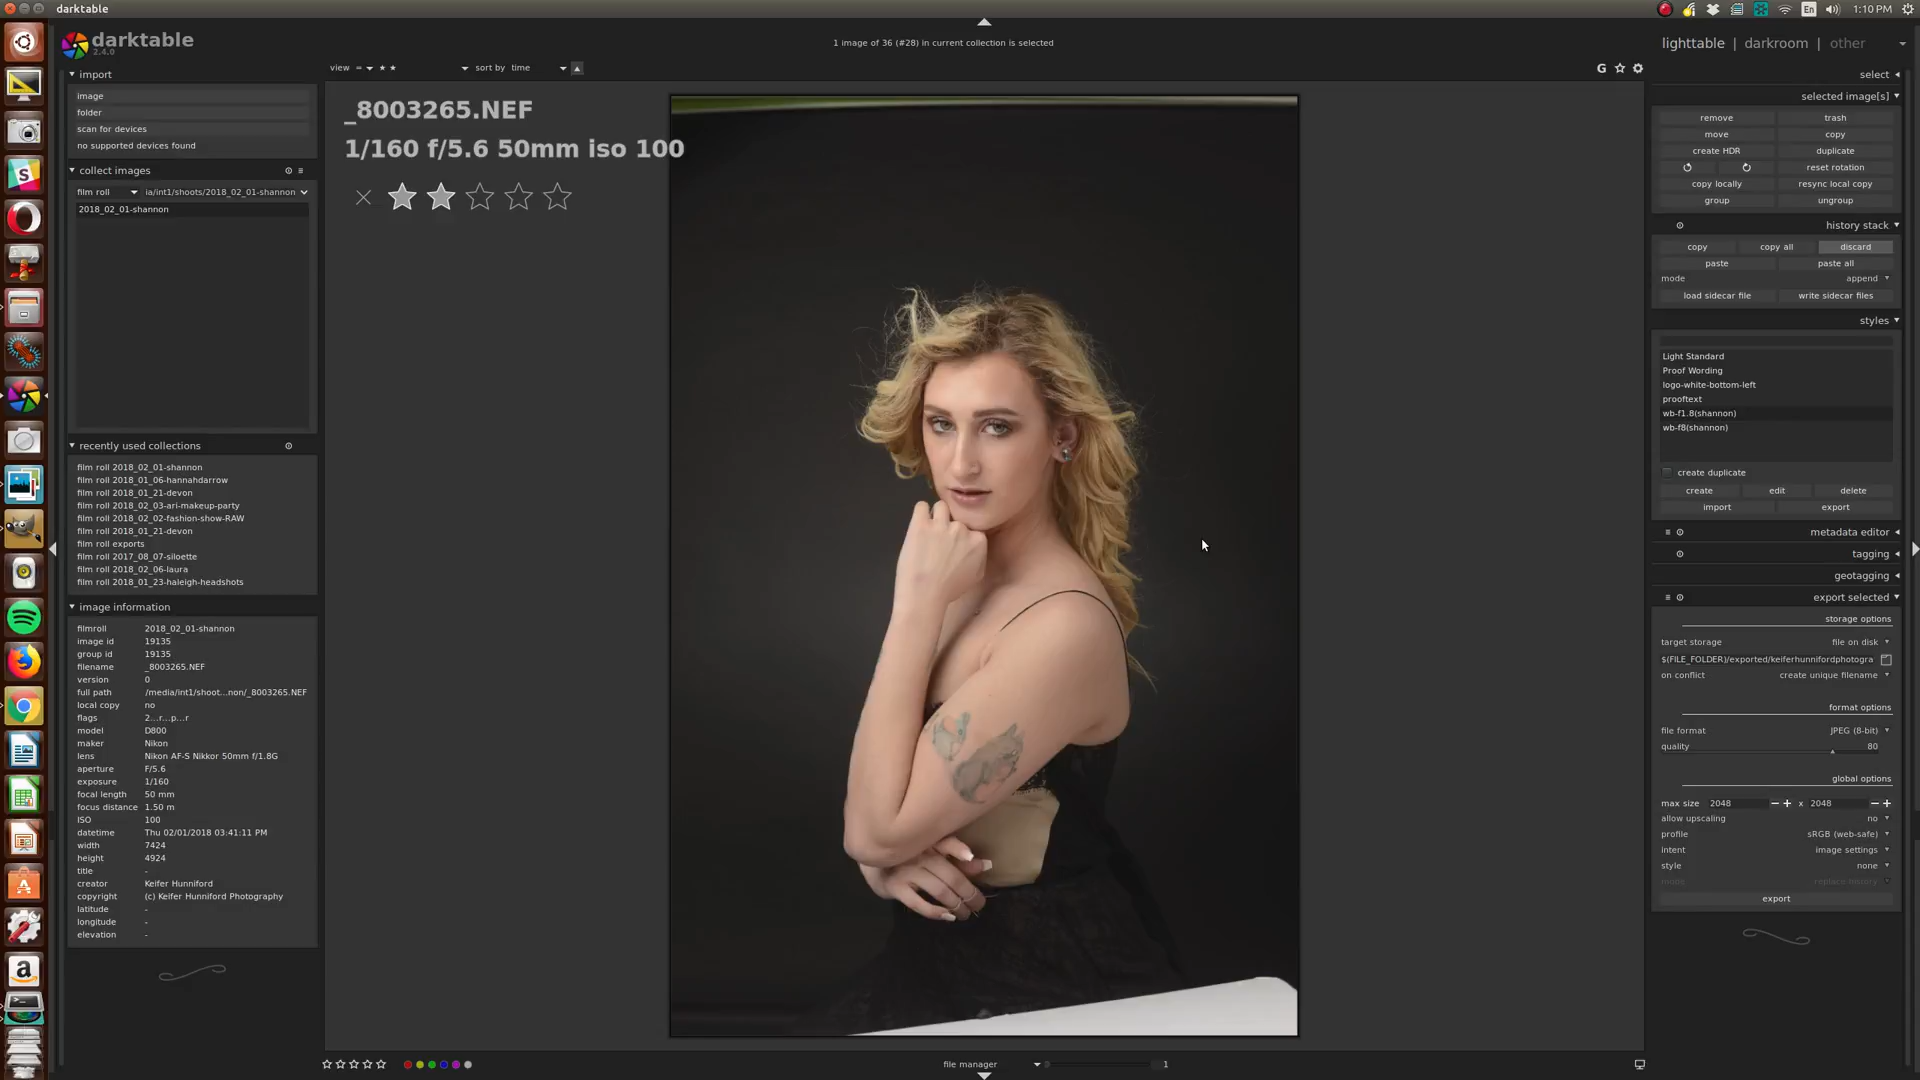 darktable
En
1:10 PM
darktable
2.4.0
1 image of 36 (#28) in current collection is selected
lighttable | darkroom | other
view = ★ ★
sort by time
G
import
image
folder
scan for devices
no supported devices found
collect images
film roll ia/int1/shoots/2018_02_01-shannon
2018_02_01-shannon
recently used collections
film roll 2018_02_01-shannon
film roll 2018_01_06-hannahdarrow
film roll 2018_01_21-devon
film roll 2018_02_03-ari-makeup-party
film roll 2018_02_02-fashion-show-RAW
film roll 2018_01_21-devon
film roll exports
film roll 2017_08_07-siloette
film roll 2018_02_06-laura
film roll 2018_01_23-haleigh-headshots
image information
filmroll 2018_02_01-shannon
image id 19135
group id 19135
filename _8003265.NEF
version 0
full path /media/int1/shoot...non/_8003265.NEF
local copy no
flags 2...r...p...r
model D800
maker Nikon
lens Nikon AF-S Nikkor 50mm f/1.8G
aperture F/5.6
exposure 1/160
focal length 50 mm
focus distance 1.50 m
ISO 100
datetime Thu 02/01/2018 03:41:11 PM
width 7424
height 4924
title -
creator Keifer Hunniford
copyright (c) Keifer Hunniford Photography
latitude -
longitude -
elevation -
_8003265.NEF
1/160 f/5.6 50mm iso 100
file manager 1
select
selected image[s]
remove trash
move copy
create HDR duplicate
reset rotation
copy locally resync local copy
group ungroup
history stack
copy copy all discard
paste paste all
mode append
load sidecar file write sidecar files
styles
Light Standard
Proof Wording
logo-white-bottom-left
prooftext
wb-f1.8(shannon)
wb-f8(shannon)
create duplicate
create edit delete
import export
metadata editor
tagging
geotagging
export selected
storage options
target storage file on disk
$(FILE_FOLDER)/exported/keiferhunnifordphotogra
on conflict create unique filename
format options
file format JPEG (8-bit)
quality 80
global options
max size 2048 x 2048
allow upscaling no
profile sRGB (web-safe)
intent image settings
style none
mode replace history
export